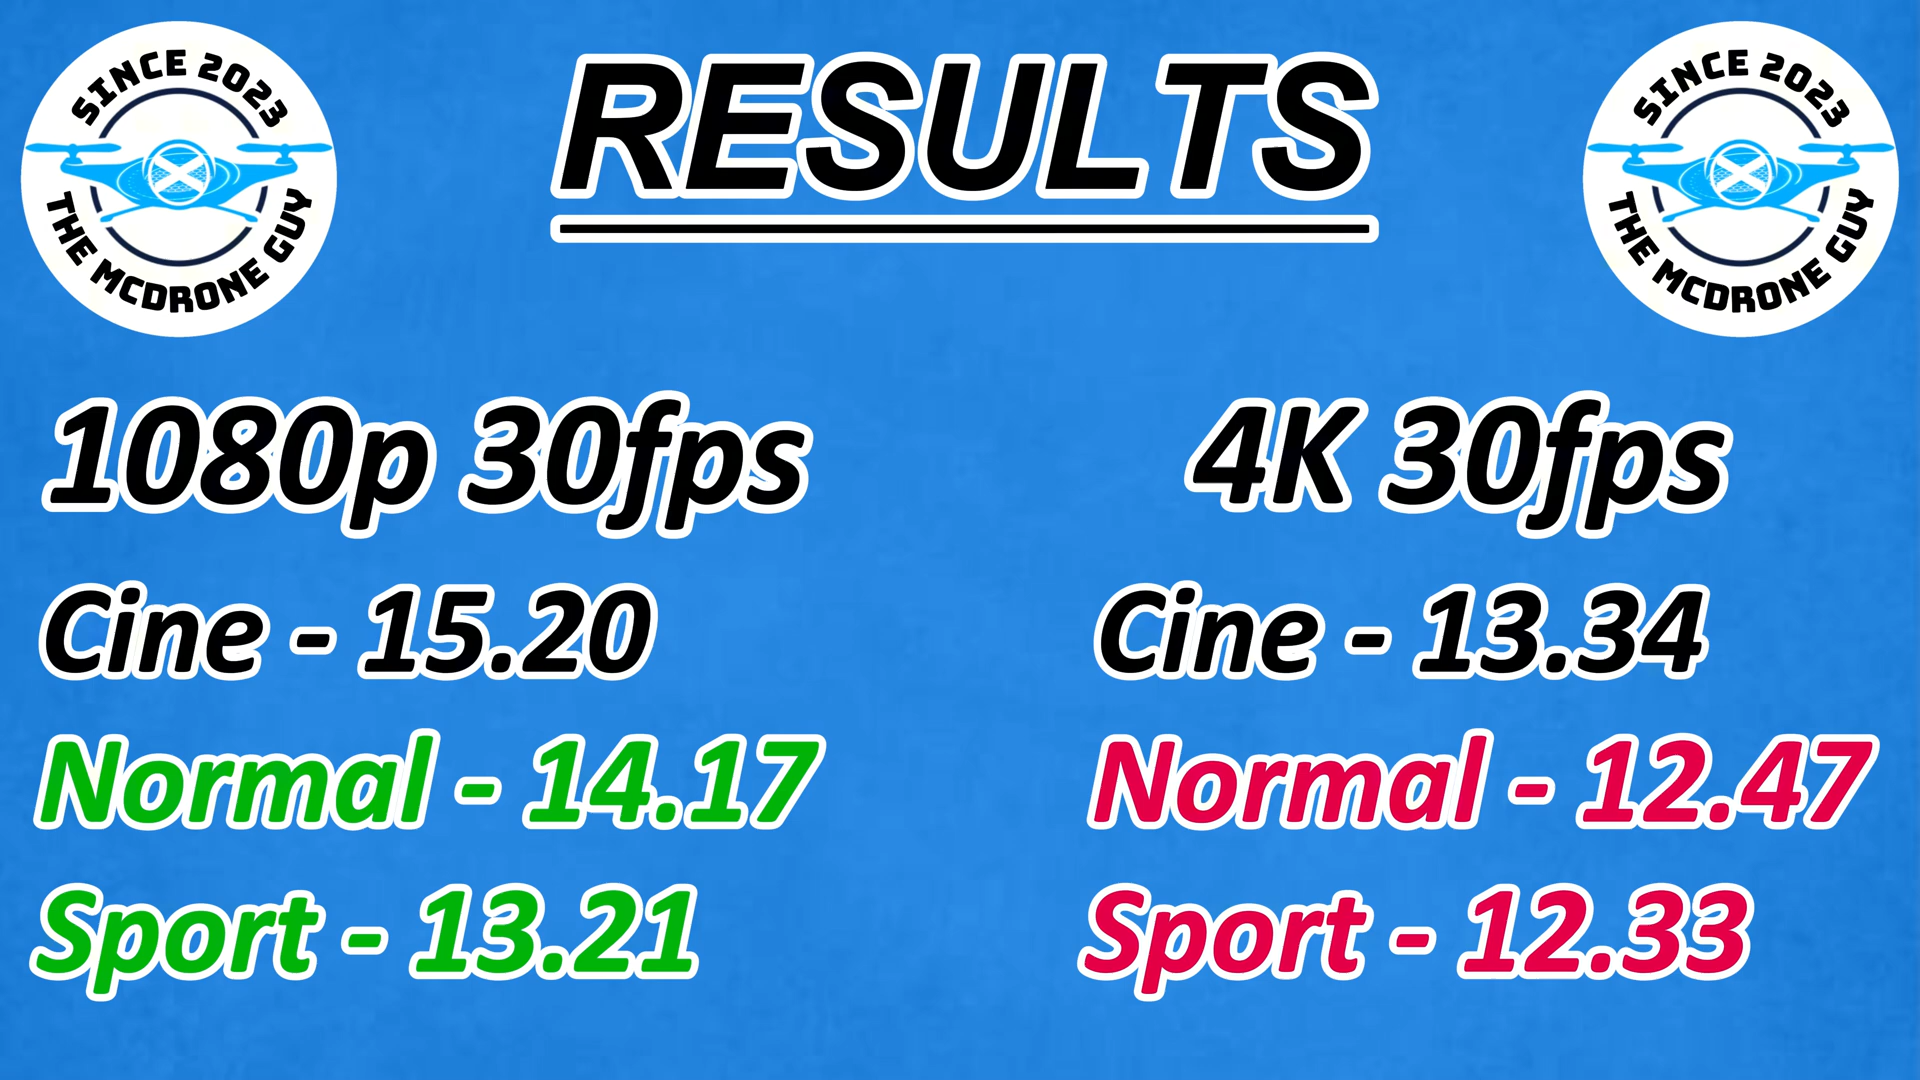 SINCE 2023
THE MCDRONE GUY
RESULTS
SINCE 2023
THE MCDRONE GUY
1080p 30fps
Cine - 15.20
Normal - 14.17
Sport - 13.21
4K 30fps
Cine - 13.34
Normal - 12.47
Sport - 12.33